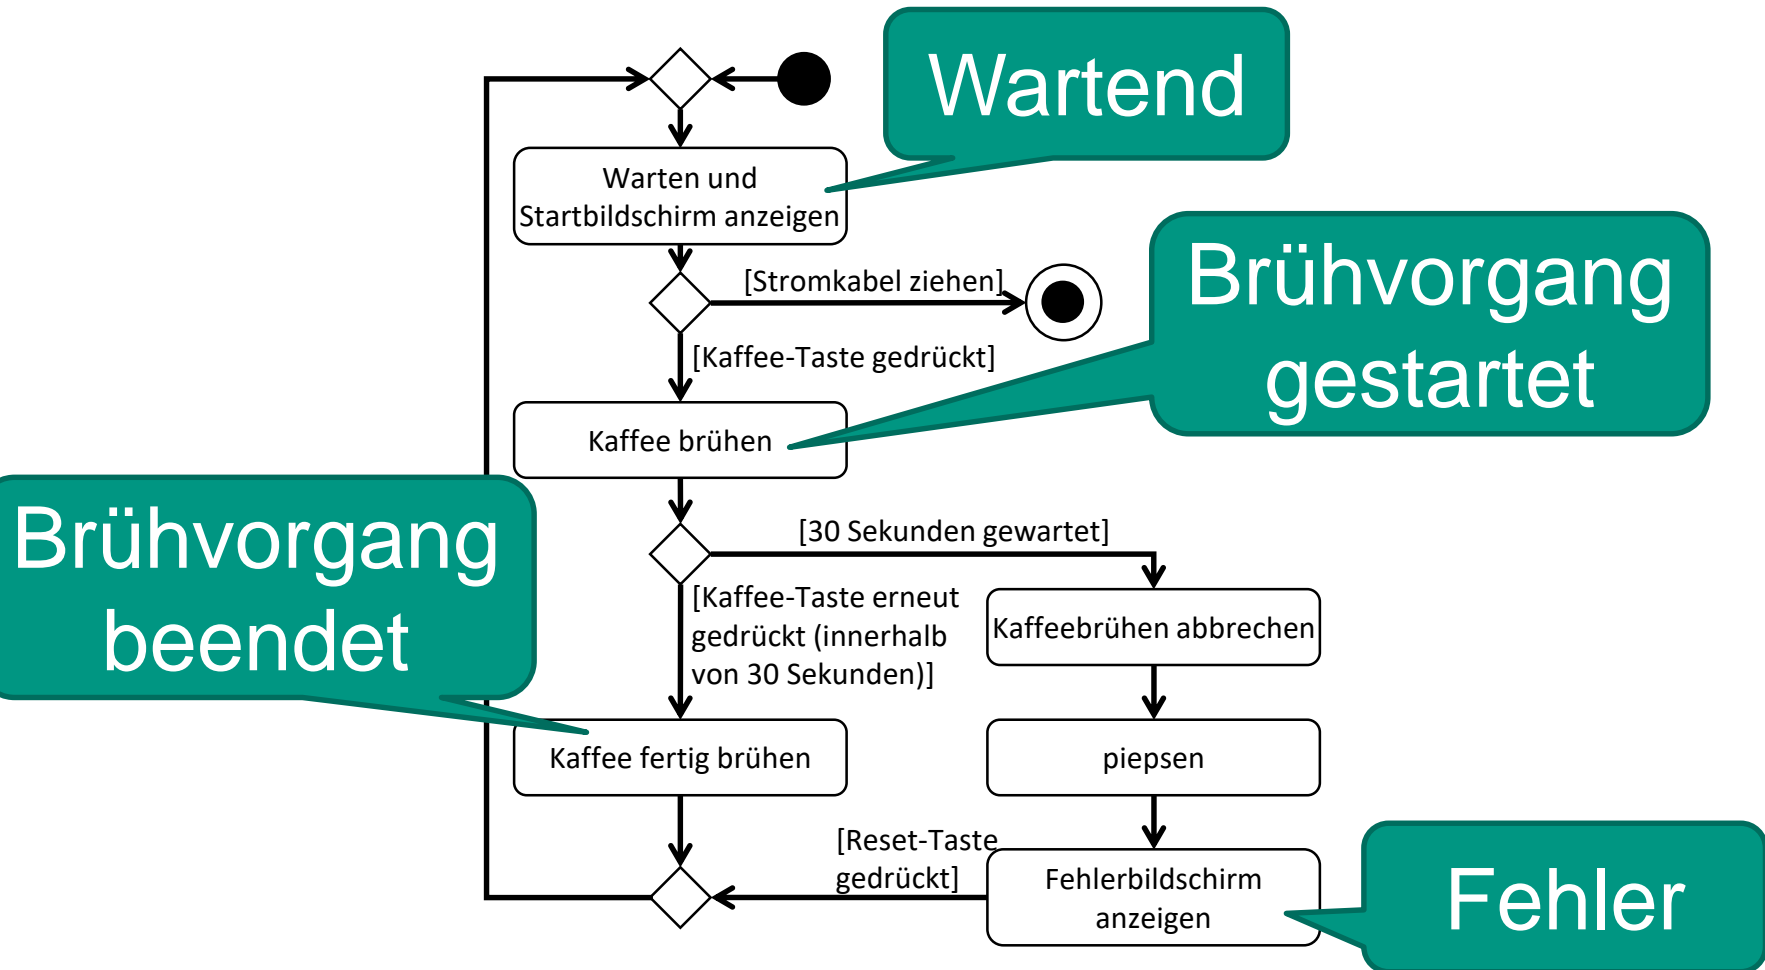 Wartend
Warten und
Startbildschirm anzeigen
[Stromkabel ziehen]
Brühvorgang
gestartet
[Kaffee-Taste gedrückt]
Kaffee brühen
Brühvorgang
beendet
[30 Sekunden gewartet]
[Kaffee-Taste erneut
gedrückt (innerhalb
von 30 Sekunden)]
Kaffeebrühen abbrechen
Kaffee fertig brühen
piepsen
[Reset-Taste
gedrückt]
Fehlerbildschirm
anzeigen
Fehler